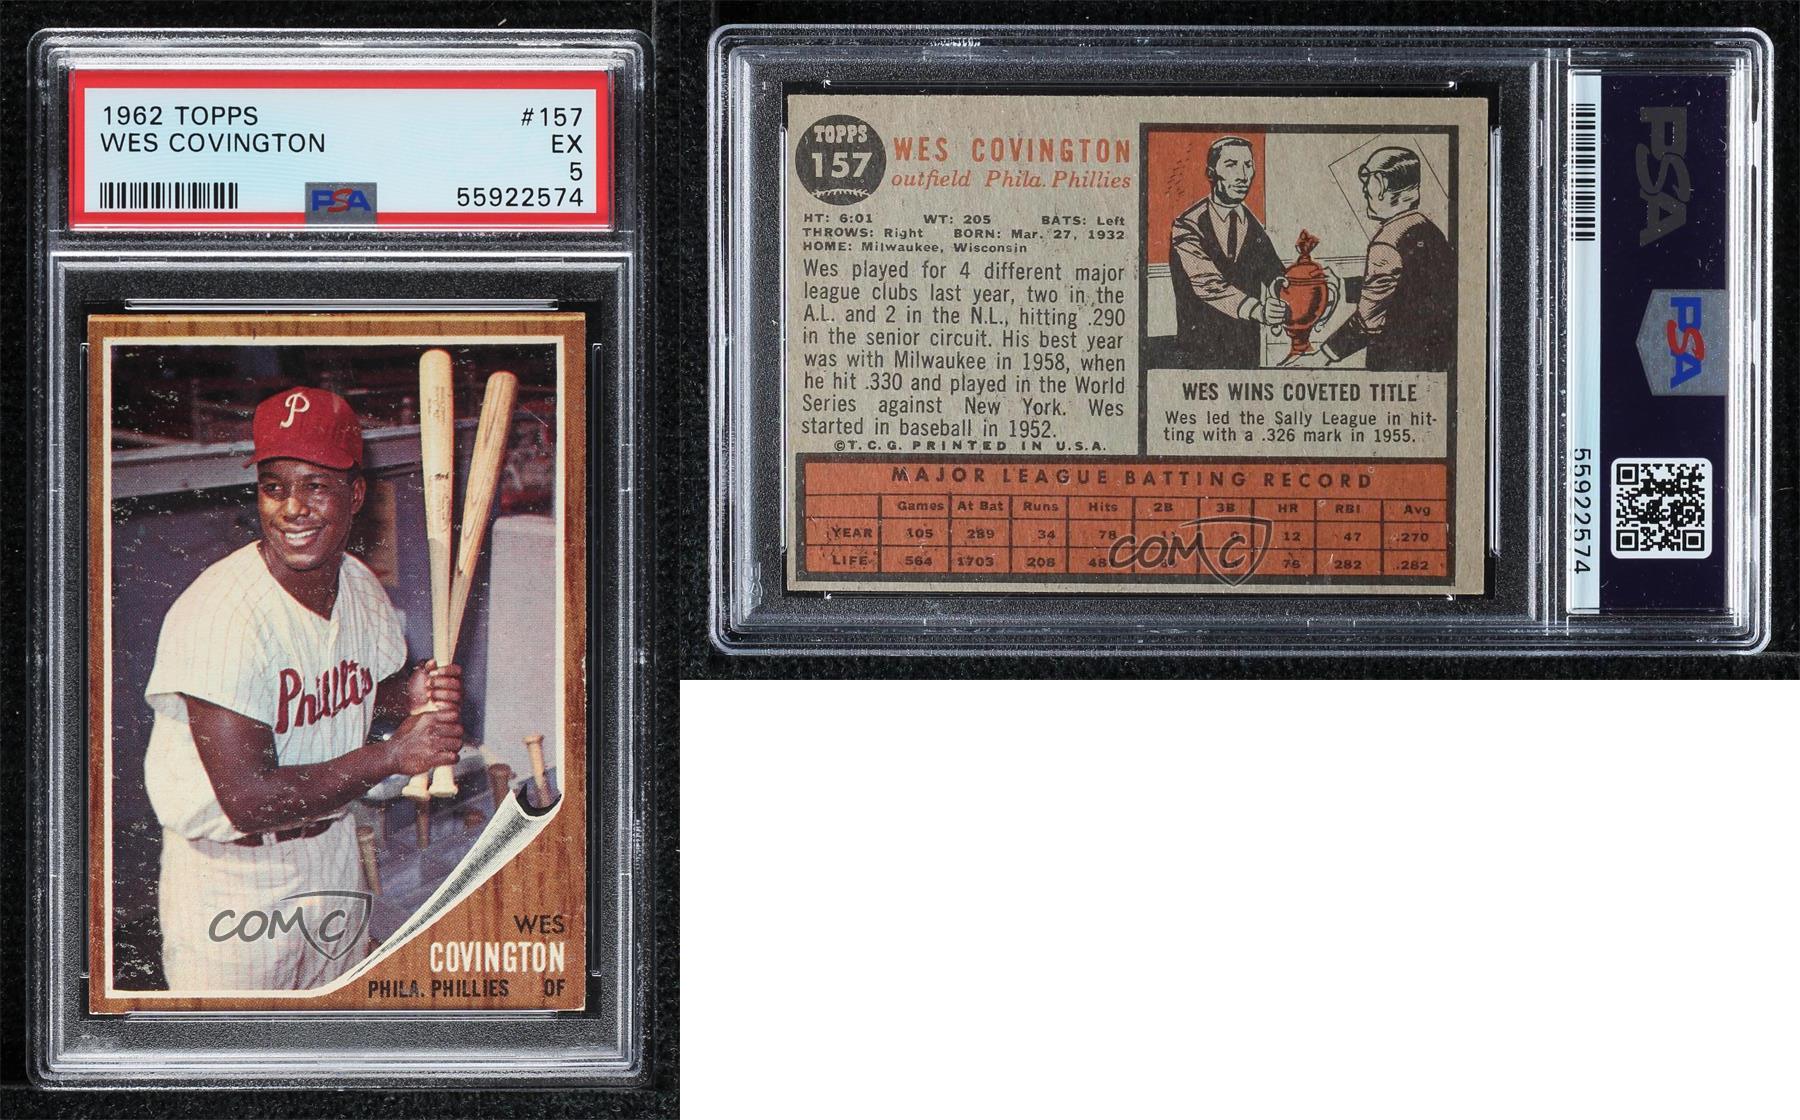 1962 TOPPS #157
WES COVINGTON EX
5
PSA 55922574
P
Phillies
COMC
WES
COVINGTON
PHILA. PHILLIES OF
TOPPS
157
WES COVINGTON
outfield Phila. Phillies
HT: 6:01 WT: 205 BATS: Left
THROWS: Right BORN: Mar. 27, 1932
HOME: Milwaukee, Wisconsin
Wes played for 4 different major
league clubs last year, two in the
A.L. and 2 in the N.L., hitting .290
in the senior circuit. His best year
was with Milwaukee in 1958, when
he hit .330 and played in the World
Series against New York. Wes
started in baseball in 1952.
©T.C.G. PRINTED IN U.S.A.
WES WINS COVETED TITLE
Wes led the Sally League in hit-
ting with a .326 mark in 1955.
MAJOR LEAGUE BATTING RECORD
Games At Bat Runs Hits 2B 3B HR RBI Avg
YEAR 105 289 34 78 12 47 .270
LIFE 564 1703 208 76 282 .282
COMC
PSA
PSA
55922574